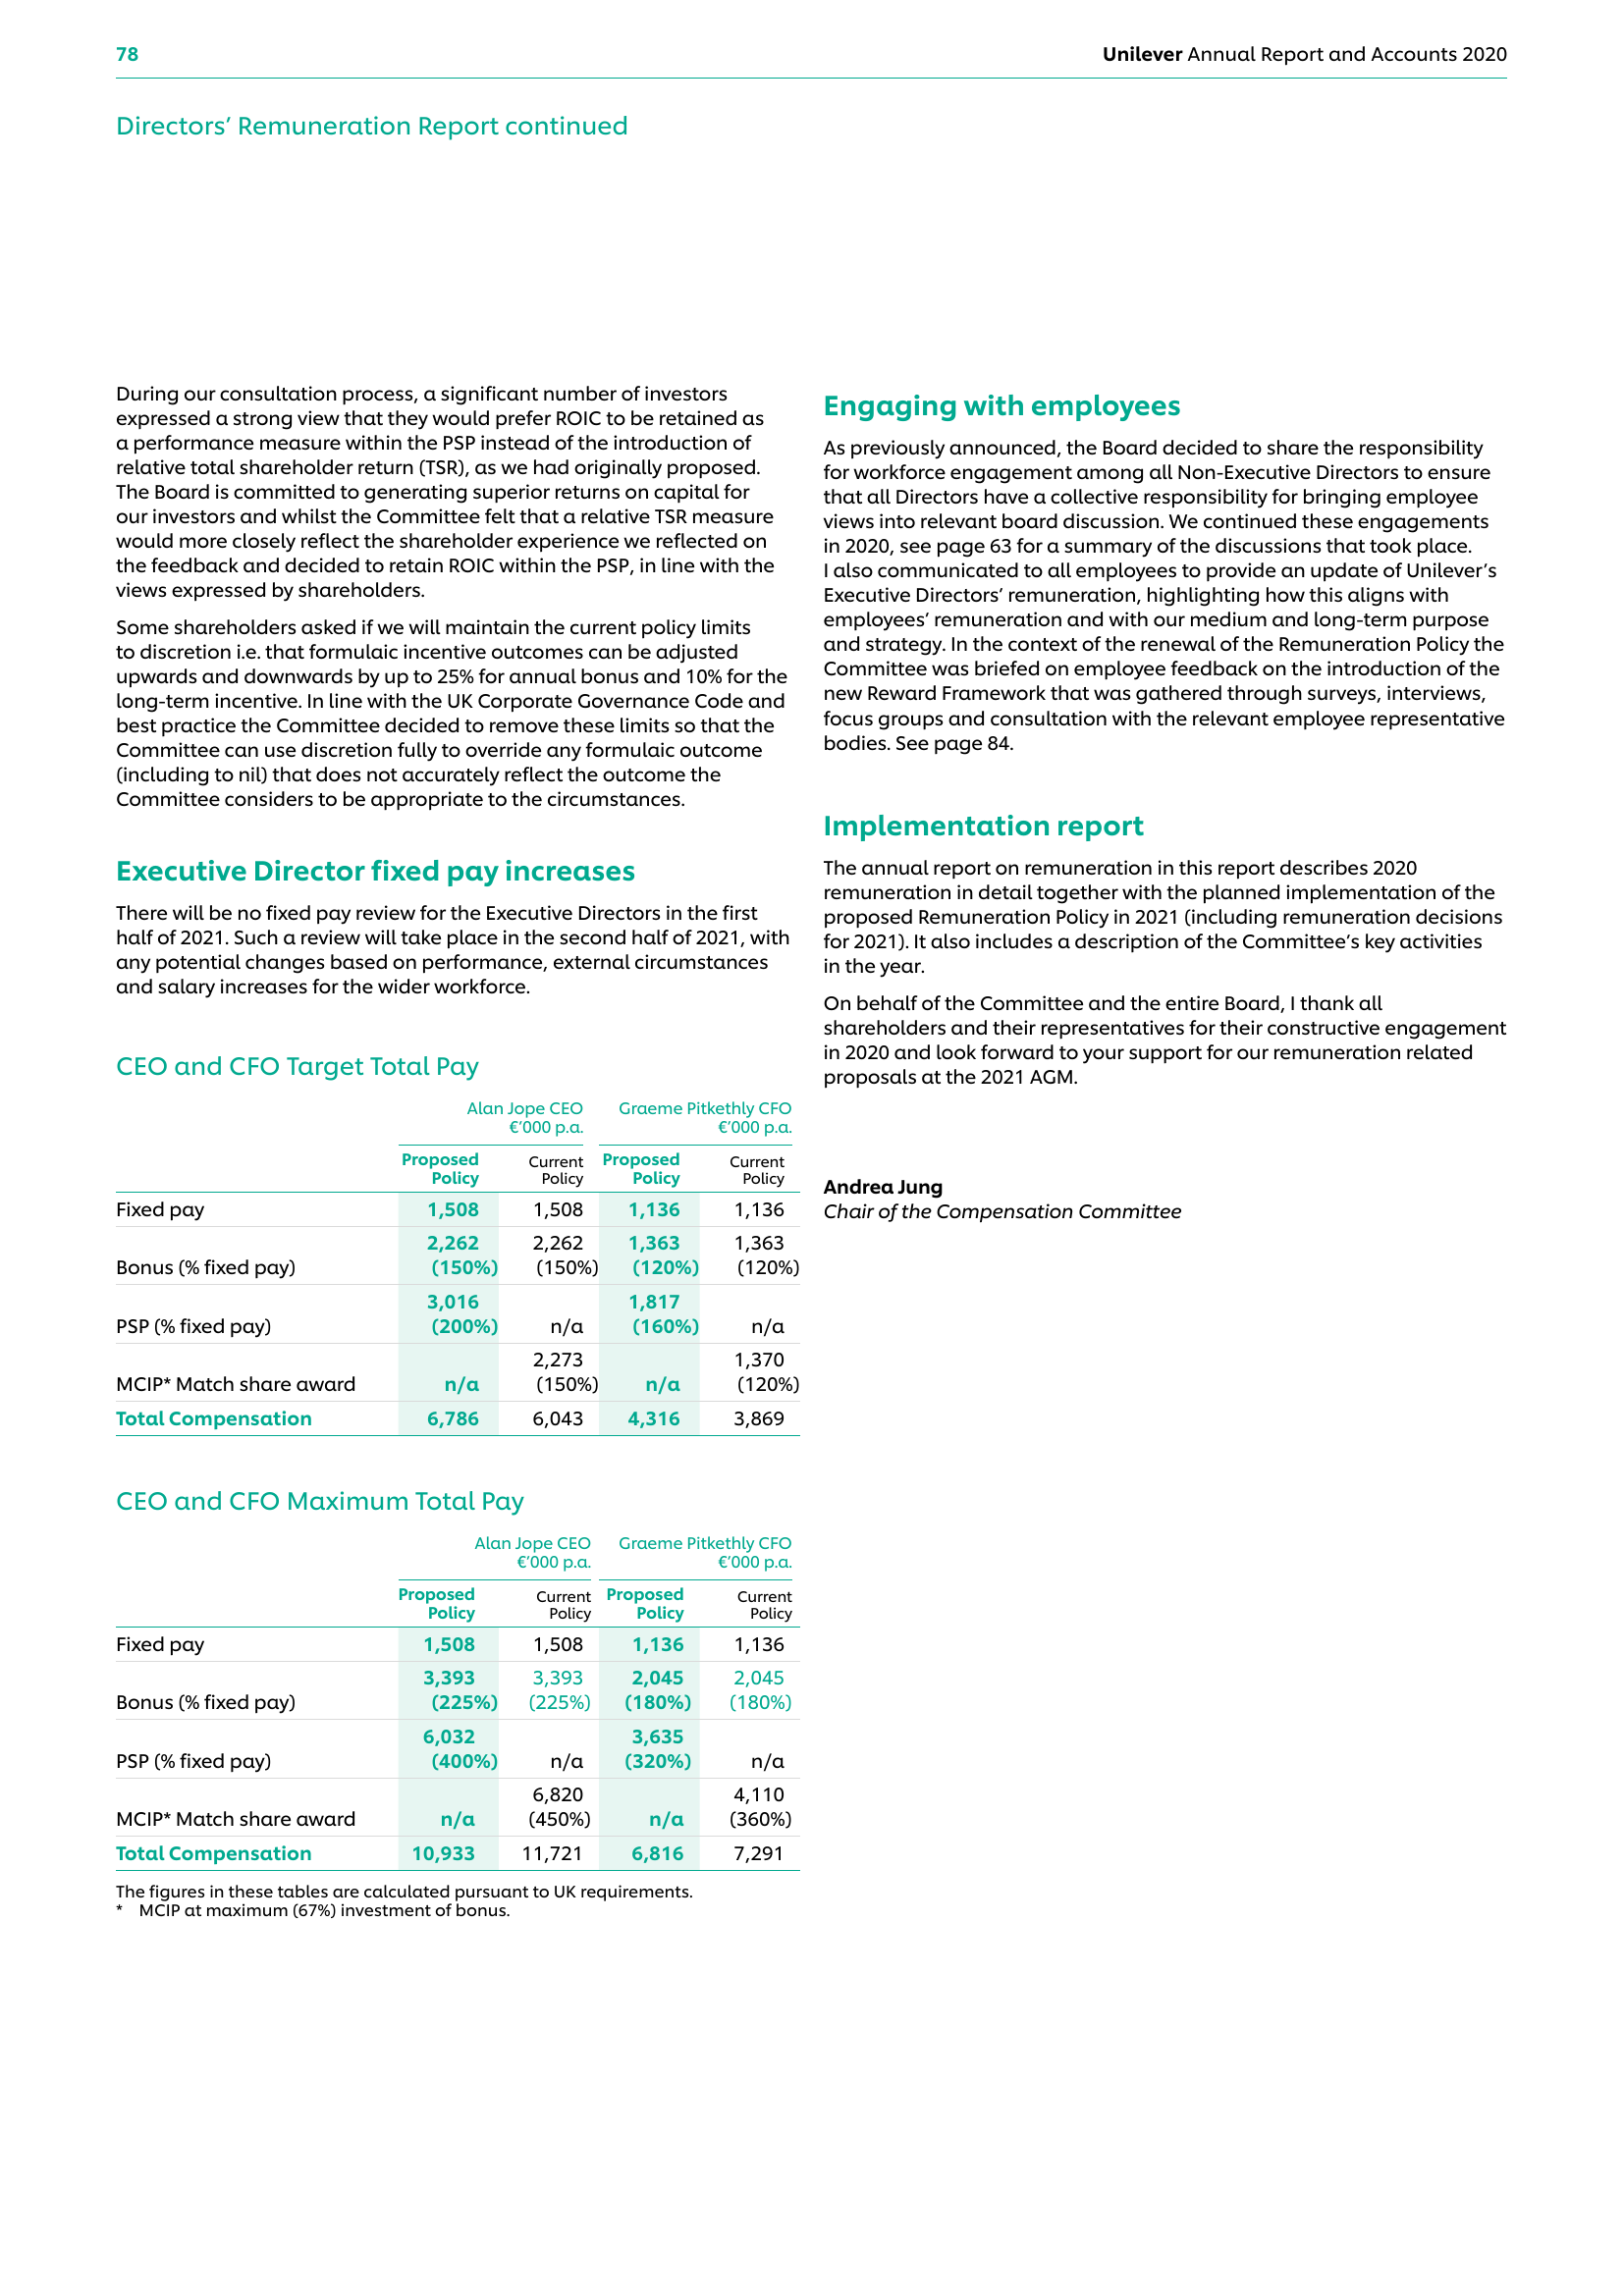 78
Unilever Annual Report and Accounts 2020
Directors’ Remuneration Report continued
During our consultation process, a significant number of investors
expressed a strong view that they would prefer ROIC to be retained as
a performance measure within the PSP instead of the introduction of
relative total shareholder return (TSR), as we had originally proposed.
The Board is committed to generating superior returns on capital for
our investors and whilst the Committee felt that a relative TSR measure
would more closely reflect the shareholder experience we reflected on
the feedback and decided to retain ROIC within the PSP, in line with the
views expressed by shareholders.
Some shareholders asked if we will maintain the current policy limits
to discretion i.e. that formulaic incentive outcomes can be adjusted
upwards and downwards by up to 25% for annual bonus and 10% for the
long-term incentive. In line with the UK Corporate Governance Code and
best practice the Committee decided to remove these limits so that the
Committee can use discretion fully to override any formulaic outcome
(including to nil) that does not accurately reflect the outcome the
Committee considers to be appropriate to the circumstances.
Executive Director fixed pay increases
There will be no fixed pay review for the Executive Directors in the first
half of 2021. Such a review will take place in the second half of 2021, with
any potential changes based on performance, external circumstances
and salary increases for the wider workforce.
CEO and CFO Target Total Pay
Alan Jope CEO Graeme Pitkethly CFO
€’000 p.a. €’000 p.a.
Proposed Current Proposed Current
Policy Policy Policy Policy
Fixed pay 1,508 1,508 1,136 1,136
2,262 2,262 1,363 1,363
Bonus (% fixed pay) (150%) (150%) (120%) (120%)
3,016 1,817
PSP (% fixed pay) (200%) n/a (160%) n/a
2,273 1,370
MCIP* Match share award n/a (150%) n/a (120%)
Total Compensation 6,786 6,043 4,316 3,869
CEO and CFO Maximum Total Pay
Alan Jope CEO Graeme Pitkethly CFO
€’000 p.a. €’000 p.a.
Proposed Current Proposed Current
Policy Policy Policy Policy
Fixed pay 1,508 1,508 1,136 1,136
3,393 3,393 2,045 2,045
Bonus (% fixed pay) (225%) (225%) (180%) (180%)
6,032 3,635
PSP (% fixed pay) (400%) n/a (320%) n/a
6,820 4,110
MCIP* Match share award n/a (450%) n/a (360%)
Total Compensation 10,933 11,721 6,816 7,291
The figures in these tables are calculated pursuant to UK requirements.
* MCIP at maximum (67%) investment of bonus.
Engaging with employees
As previously announced, the Board decided to share the responsibility
for workforce engagement among all Non-Executive Directors to ensure
that all Directors have a collective responsibility for bringing employee
views into relevant board discussion. We continued these engagements
in 2020, see page 63 for a summary of the discussions that took place.
I also communicated to all employees to provide an update of Unilever’s
Executive Directors’ remuneration, highlighting how this aligns with
employees’ remuneration and with our medium and long-term purpose
and strategy. In the context of the renewal of the Remuneration Policy the
Committee was briefed on employee feedback on the introduction of the
new Reward Framework that was gathered through surveys, interviews,
focus groups and consultation with the relevant employee representative
bodies. See page 84.
Implementation report
The annual report on remuneration in this report describes 2020
remuneration in detail together with the planned implementation of the
proposed Remuneration Policy in 2021 (including remuneration decisions
for 2021). It also includes a description of the Committee’s key activities
in the year.
On behalf of the Committee and the entire Board, I thank all
shareholders and their representatives for their constructive engagement
in 2020 and look forward to your support for our remuneration related
proposals at the 2021 AGM.
Andrea Jung
Chair of the Compensation Committee